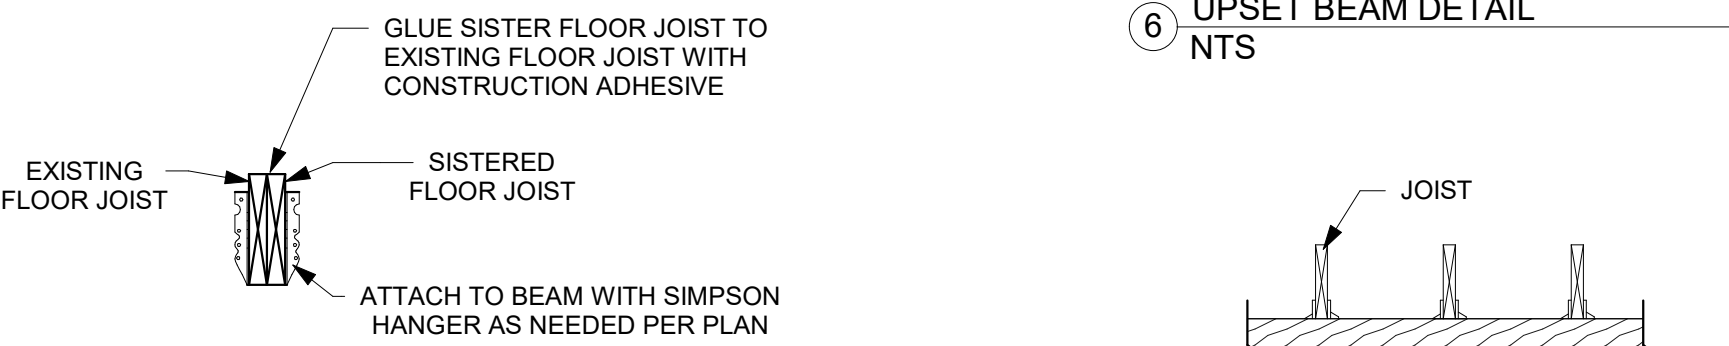 GLUE SISTER FLOOR JOIST TO
EXISTING FLOOR JOIST WITH
CONSTRUCTION ADHESIVE
EXISTING
FLOOR JOIST
SISTERED
FLOOR JOIST
ATTACH TO BEAM WITH SIMPSON
HANGER AS NEEDED PER PLAN
6
UPSET BEAM DETAIL
NTS
JOIST